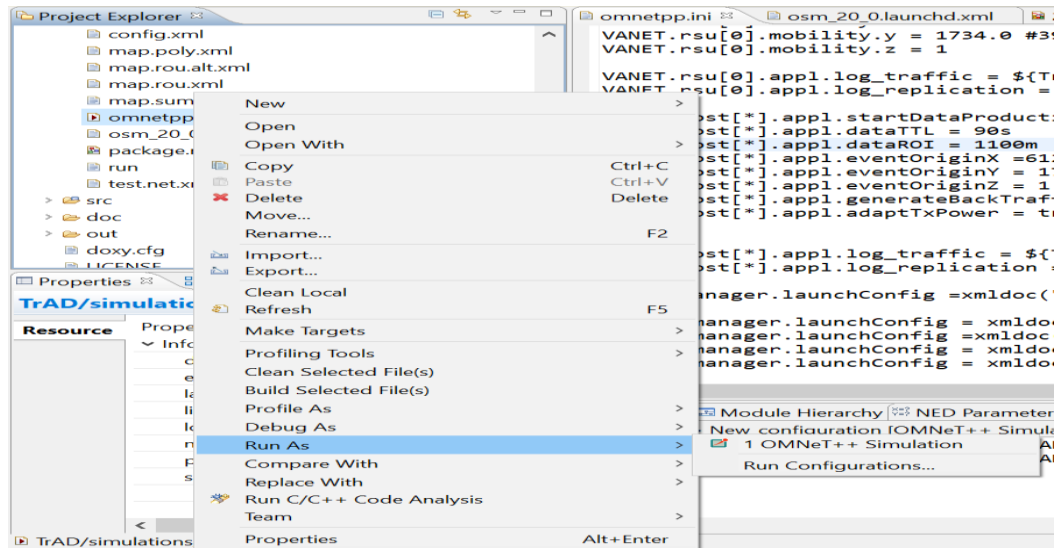 Project Explorer
config.xml
map.poly.xml
map.rou.alt.xml
map.rou.xml
map.sum
omnetpp
osm_20_
package.
run
test.net.x
src
doc
out
doxy.cfg
LICENSE
Properties
TrAD/simulatio
Resource
Prope
Info
TrAD/simulations
New
Open
Open With
Copy Ctrl+C
Paste Ctrl+V
Delete Delete
Move...
Rename... F2
Import...
Export...
Clean Local
Refresh F5
Make Targets
Profiling Tools
Clean Selected File(s)
Build Selected File(s)
Profile As
Debug As
Run As
Compare With
Replace With
Run C/C++ Code Analysis
Team
Properties Alt+Enter
1 OMNeT++ Simulation
Run Configurations...
omnetpp.ini osm_20_0.launchd.xml
VANET.rsu[0].mobility.y = 1734.0 #39
VANET.rsu[0].mobility.z = 1
VANET.rsu[0].appl.log_traffic = ${T
VANET.rsu[0].appl.log_replication =
ost[*].appl.startDataProducti
ost[*].appl.dataTTL = 90s
ost[*].appl.dataROI = 1100m
ost[*].appl.eventOriginX =61
ost[*].appl.eventOriginY = 1
ost[*].appl.eventOriginZ = 1
ost[*].appl.generateBackTraf
ost[*].appl.adaptTxPower = t
ost[*].appl.log_traffic = ${
ost[*].appl.log_replication =
anager.launchConfig =xmldoc(
manager.launchConfig = xmldo
manager.launchConfig =xmldoc
manager.launchConfig = xmldo
manager.launchConfig = xmldo
Module Hierarchy NED Parameter
New configuration [OMNeT++ Simula